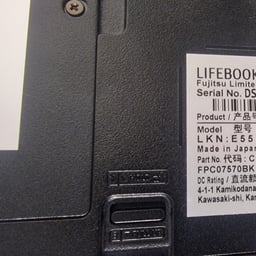 LIFEBOOK
Fujitsu Limite
Serial No. DS
Product / 产品
Model 型号
LKN: E55
Made in Japan
Part No. 代码: C
FPC07570BK
DC Rating / 直流
4-1-1 Kamikodana
Kawasaki-shi, Kan